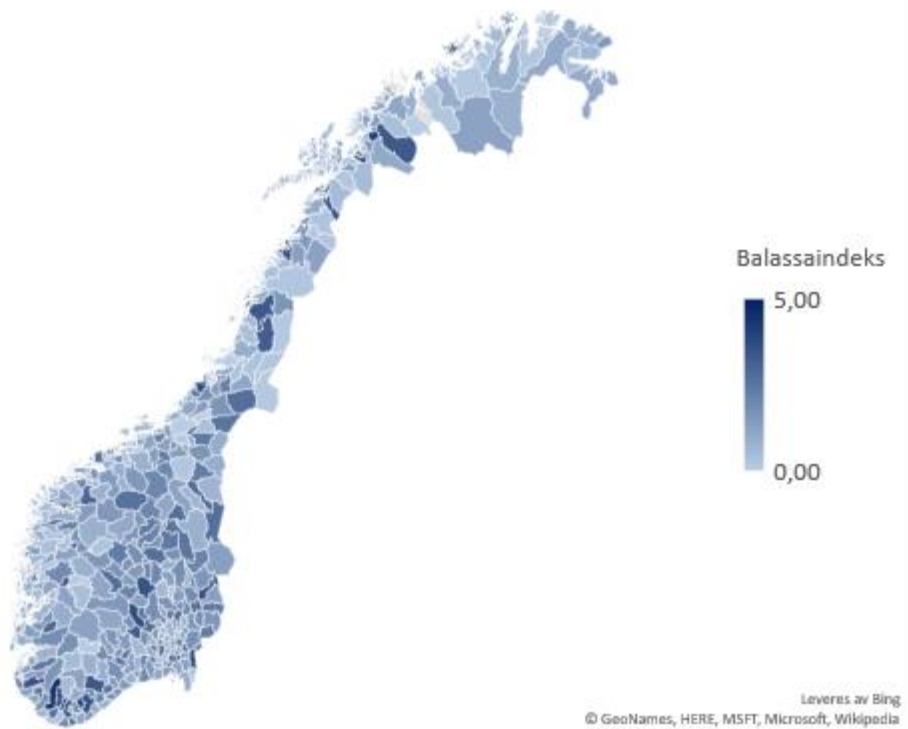 Balassaindeks
5,00
0,00
Leveres av Bing
© GeoNames, HERE, MSFT, Microsoft, Wikipedia